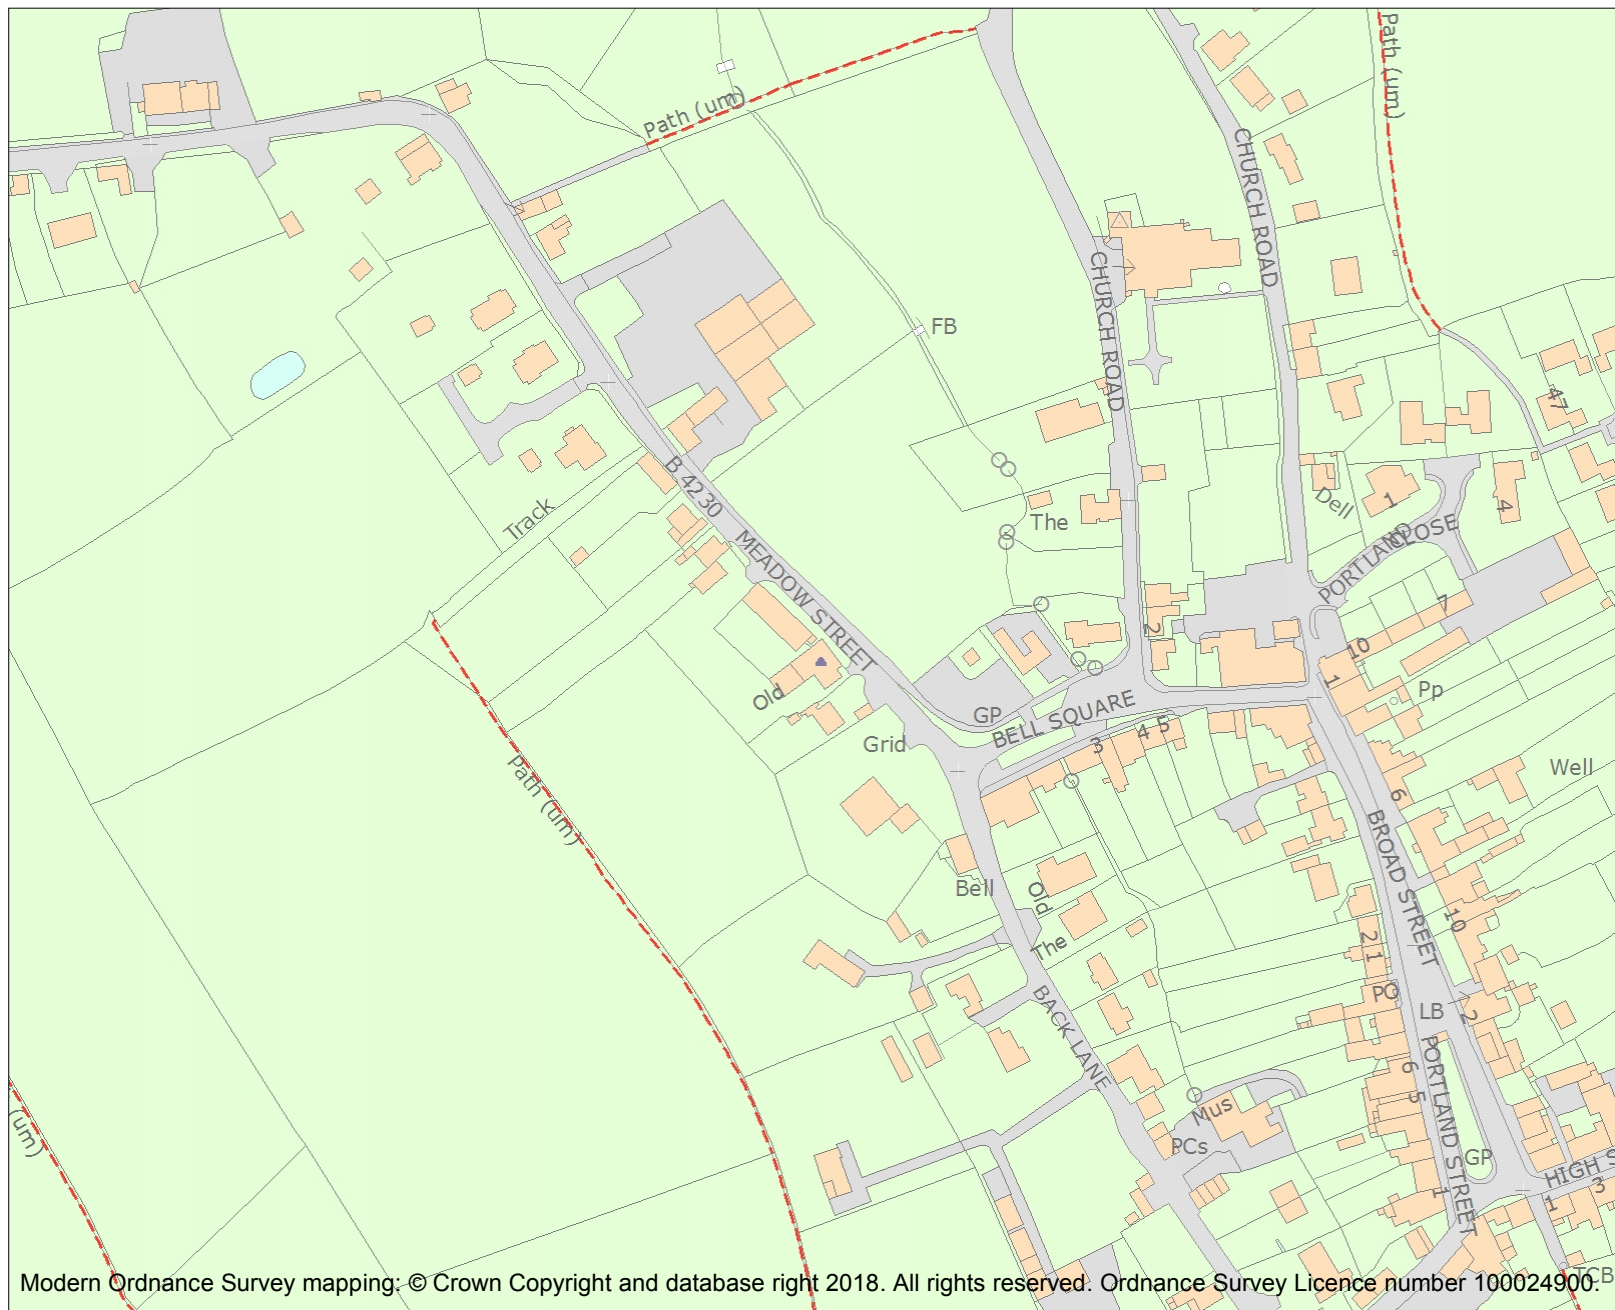 Path (um)
Path (um)
CHURCH ROAD
CHURCH ROAD
FB
47
B 4230
MEADOW STREET
Track
The
Dell
1
4
PORTLAND
CLOSE
7
10
2
1
Pp
Old
GP
BELL SQUARE
Grid
3
4
5
6
Well
Path (um)
BROAD STREET
Bell
Old
The
10
21
PO
LB
2
BACK LANE
PORTLAND STREET
6
5
Mus
PCs
(um)
GP
HIGH S
3
1
1
TCB
Modern Ordnance Survey mapping: © Crown Copyright and database right 2018. All rights reserved. Ordnance Survey Licence number 100024900.